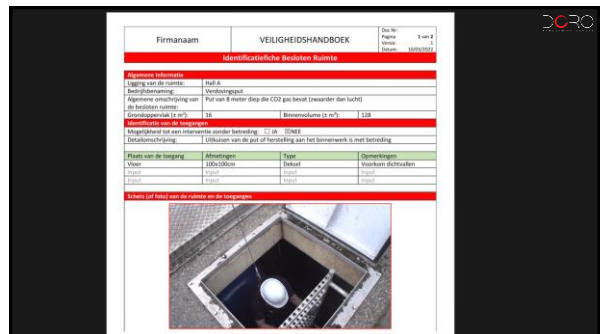 DORO
Firmanaam
VEILIGHEIDSHANDBOEK
Doc Nr:
Pagina 1 van 2
Versie: 1
Datum: 10/03/2022
Identificatiefiche Besloten Ruimte
Algemene Informatie
Ligging van de ruimte: Hall A
Bedrijfsbenaming: Verdovingsput
Algemene omschrijving van de besloten ruimte: Put van 8 meter diep die CO2 gas bevat (zwaarder dan lucht)
Grondoppervlak (± m²): 16 Binnenvolume (± m³): 128
Identificatie van de toegangen
Mogelijkheid tot een interventie zonder betreding: ☐ JA ☒NEE
Detailomschrijving: Uitkuisen van de put of herstelling aan het binnenwerk is met betreding
Plaats van de toegang Afmetingen Type Opmerkingen
Vloer 100x100cm Deksel Voorkom dichtvallen
Input Input Input Input
Input Input Input Input
Schets (of foto) van de ruimte en de toegangen